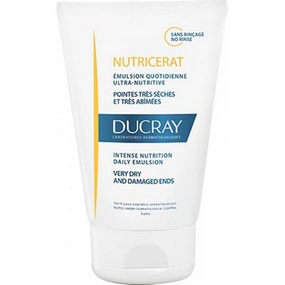 SANS RINÇAGE
NO RINSE
NUTRICERAT
ÉMULSION QUOTIDIENNE
ULTRA-NUTRITIVE
POINTES TRÈS SÈCHES
ET TRÈS ABÎMÉES
DUCRAY
LABORATOIRES DERMATOLOGIQUES
INTENSE NUTRITION
DAILY EMULSION
VERY DRY
AND DAMAGED ENDS